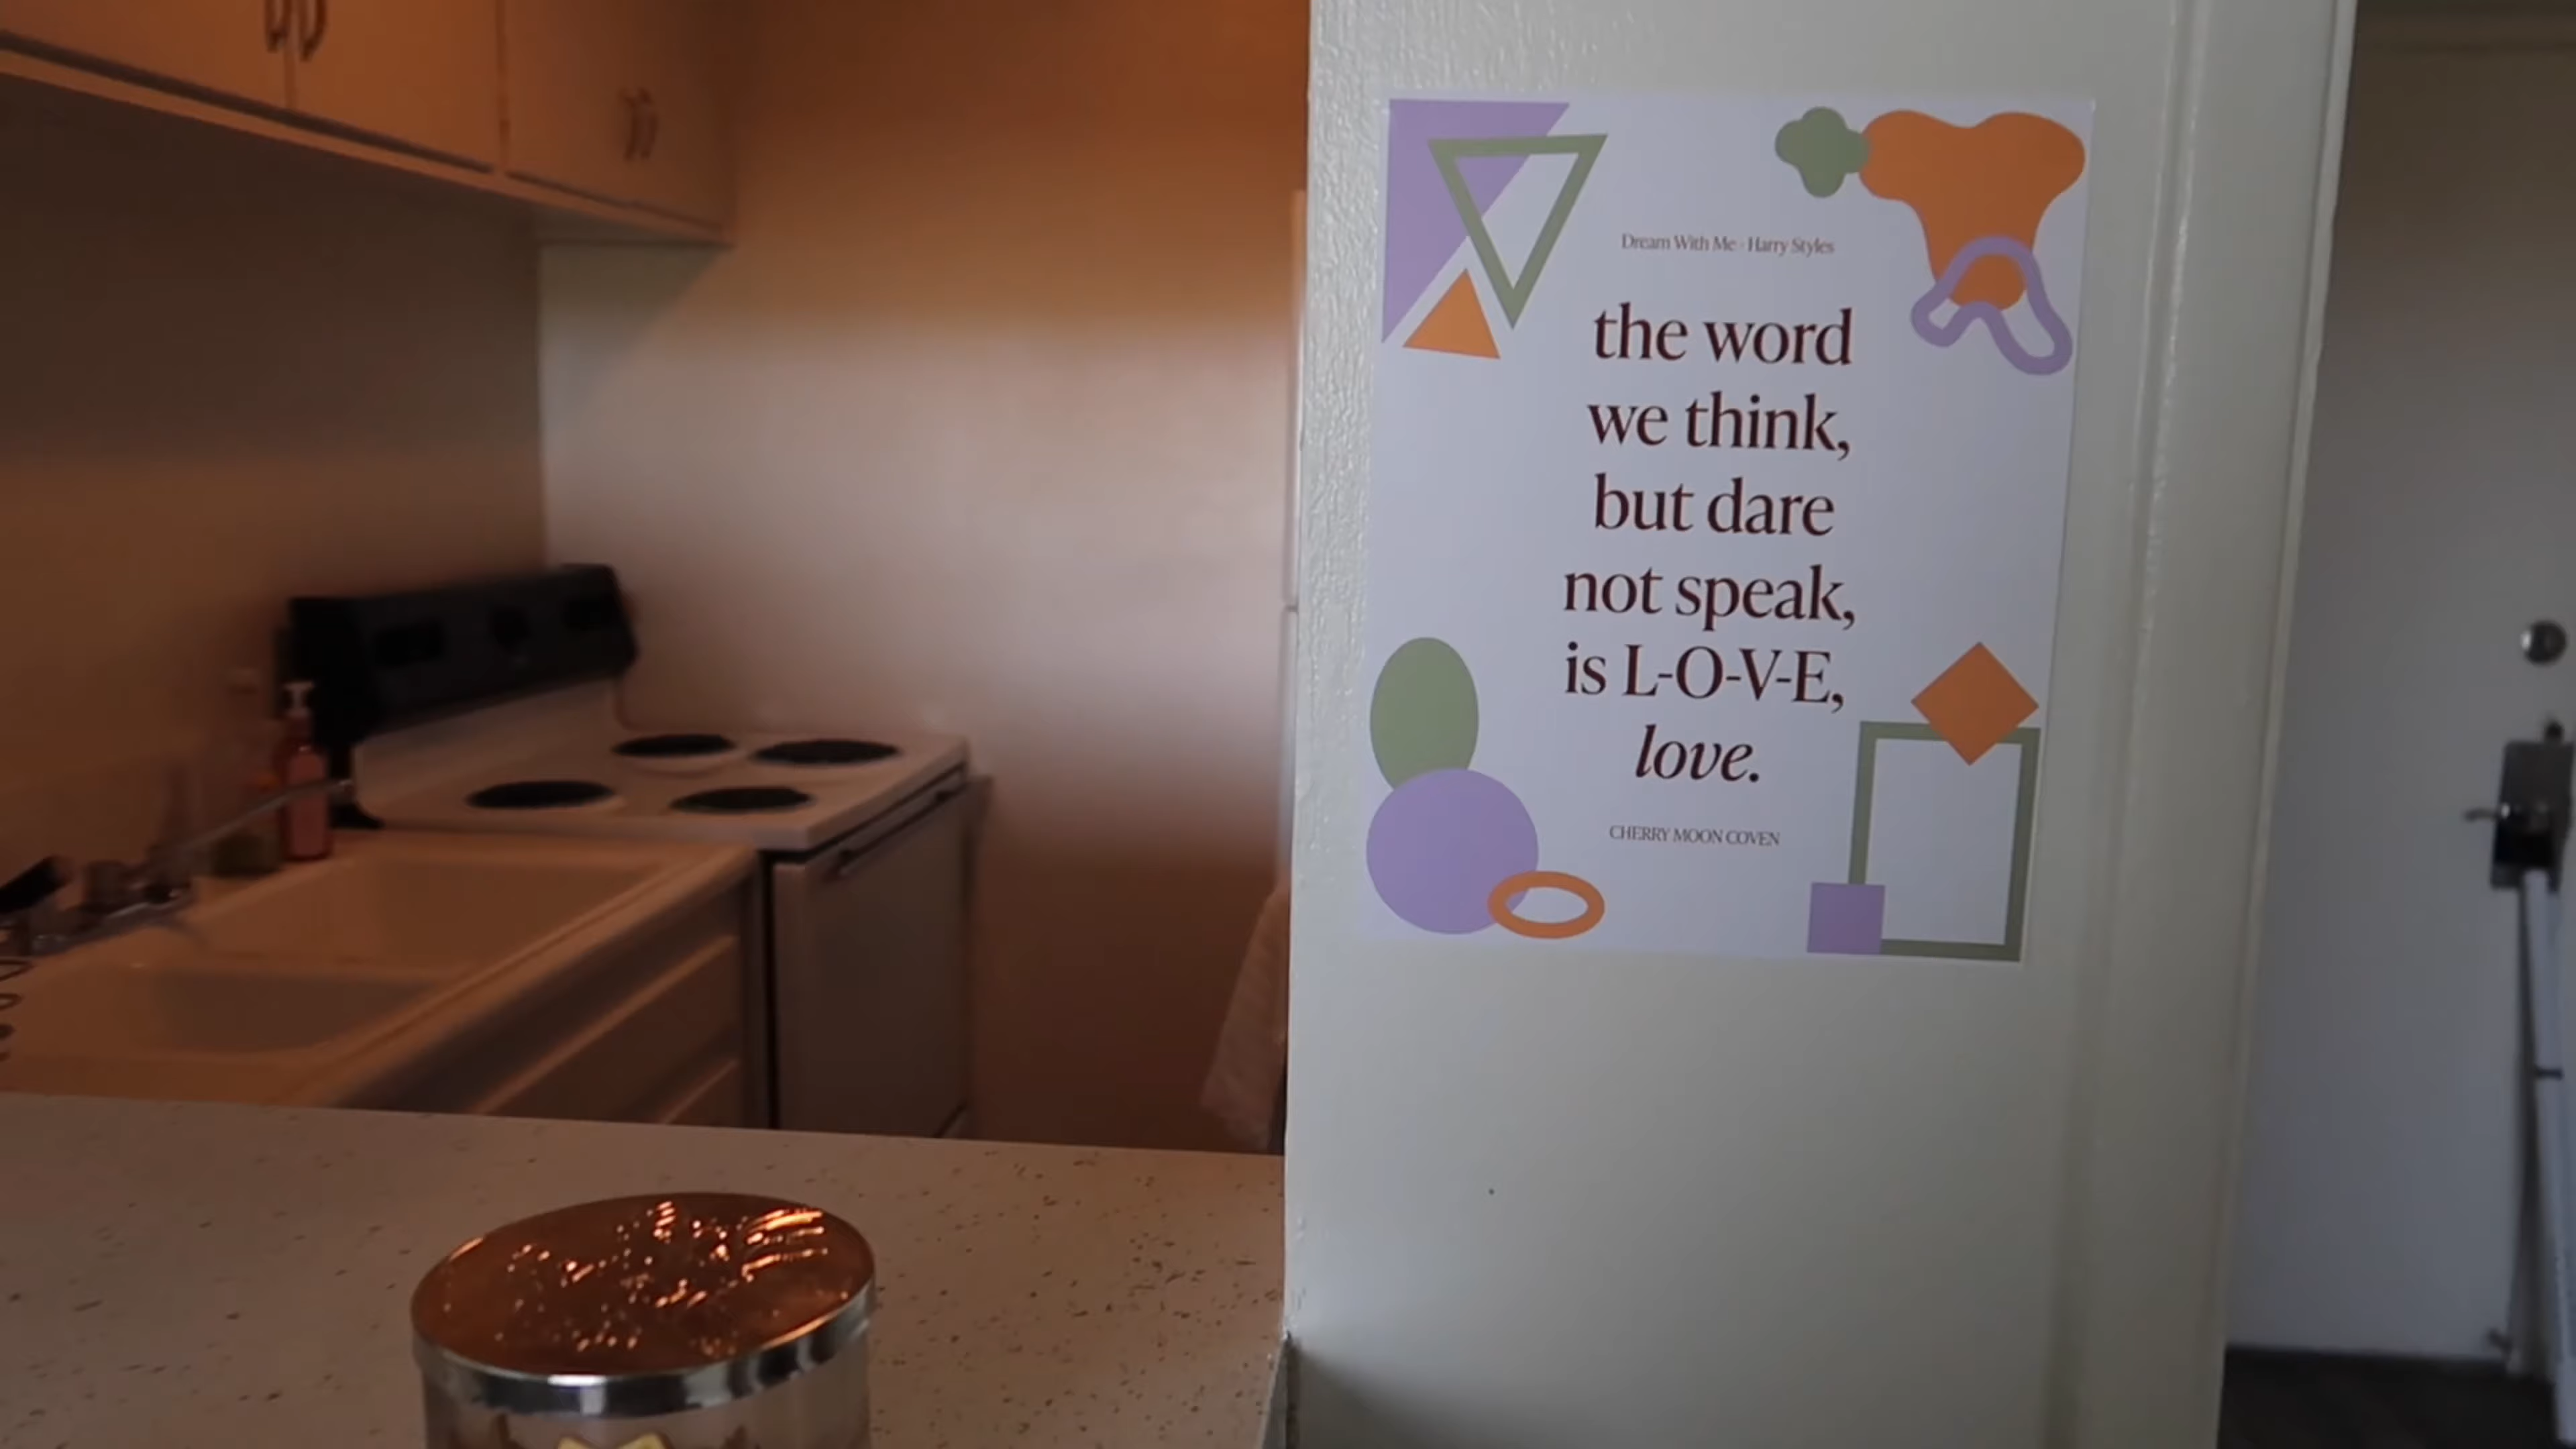 Dream With Me - Harry Styles
the word
we think,
but dare
not speak,
is L-O-V-E,
love.
CHERRY MOON COVEN